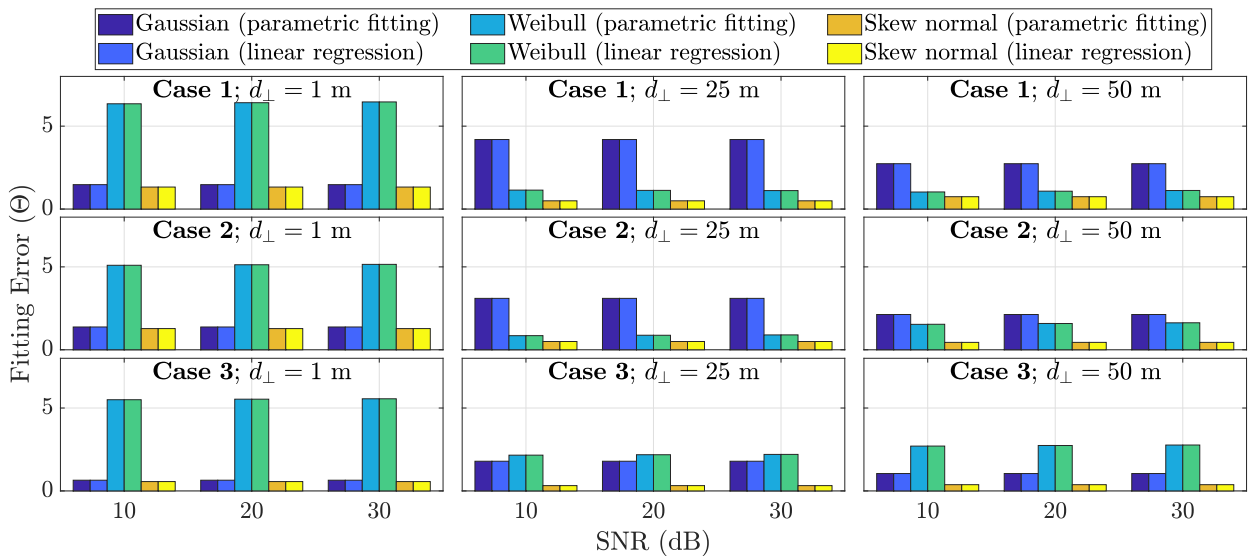 Gaussian (parametric fitting) Weibull (parametric fitting) Skew normal (parametric fitting)
Gaussian (linear regression) Weibull (linear regression) Skew normal (linear regression)
Case 1; d⊥ = 1 m
Case 1; d⊥ = 25 m
Case 1; d⊥ = 50 m
5
0
Case 2; d⊥ = 1 m
Case 2; d⊥ = 25 m
Case 2; d⊥ = 50 m
5
0
Case 3; d⊥ = 1 m
Case 3; d⊥ = 25 m
Case 3; d⊥ = 50 m
5
0
Fitting Error (Θ)
10 20 30 10 20 30 10 20 30
SNR (dB)